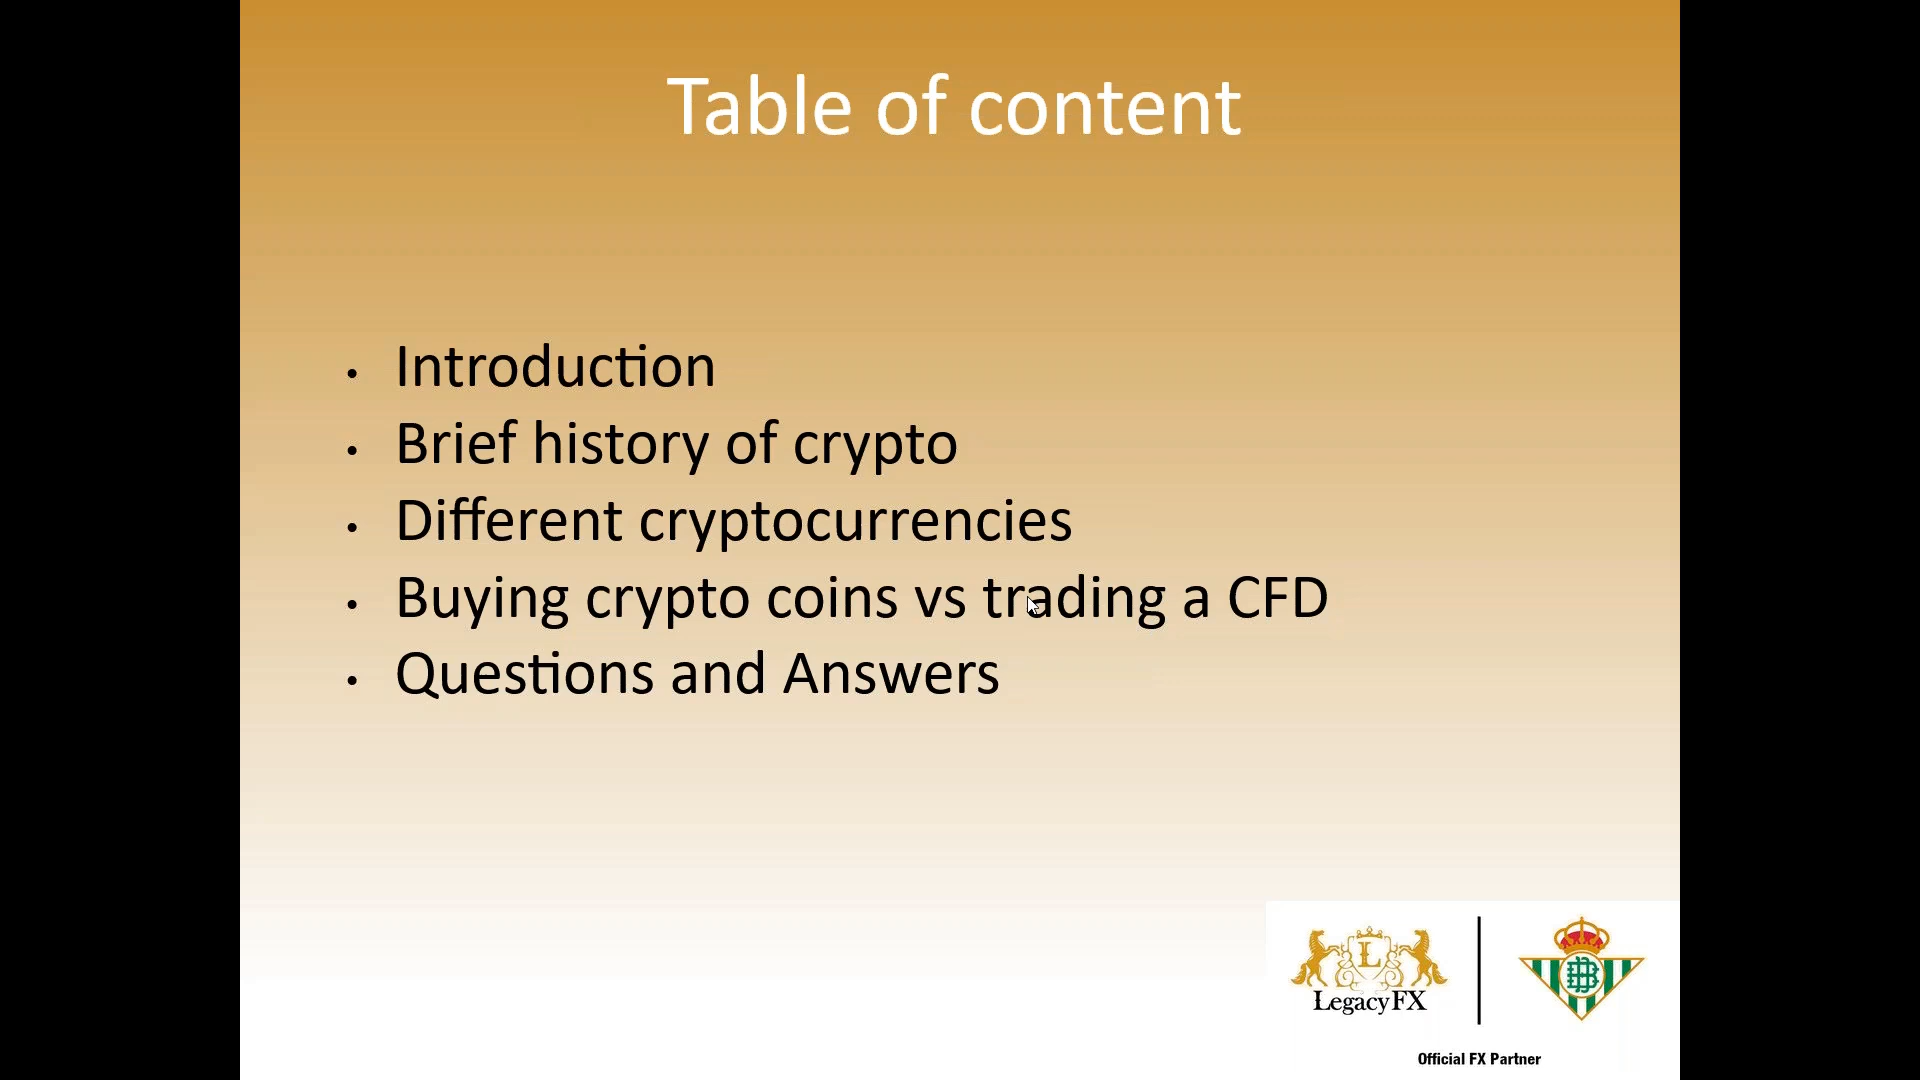 Table of content
• Introduction
• Brief history of crypto
• Different cryptocurrencies
• Buying crypto coins vs trading a CFD
• Questions and Answers
L
LegacyFX
Official FX Partner